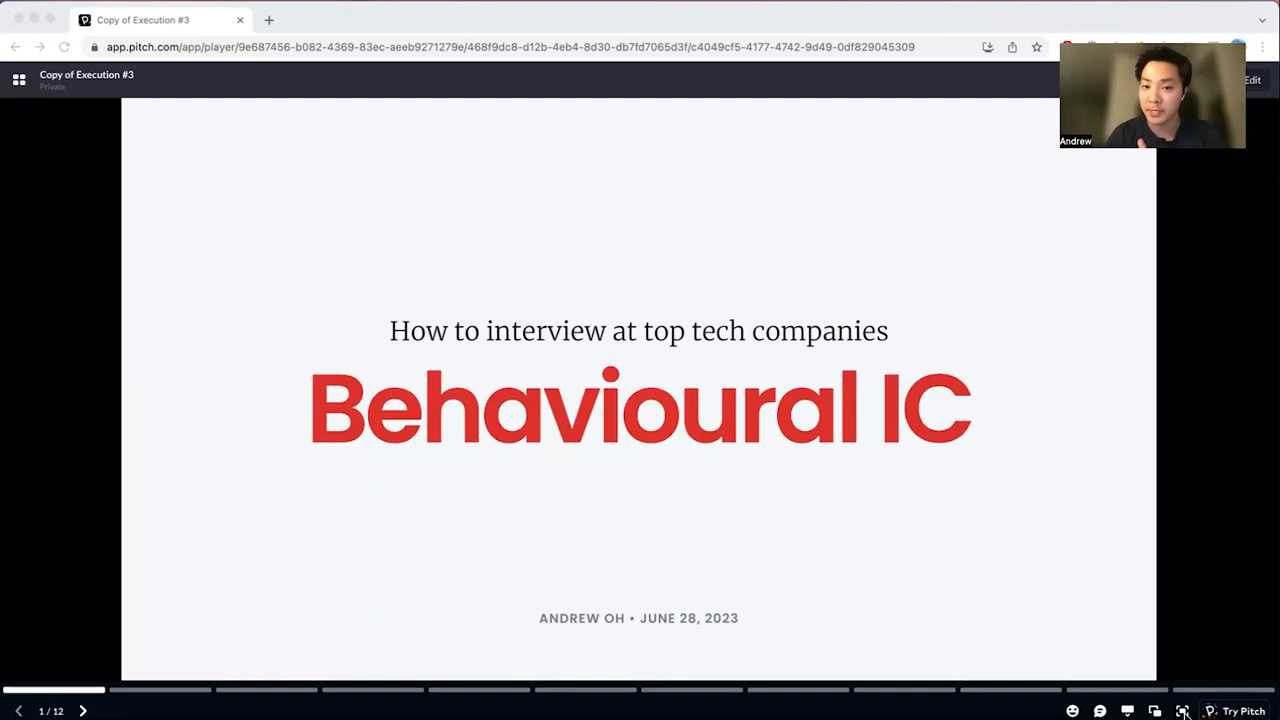 Copy of Execution #3
app.pitch.com/app/player/9e687456-b082-4369-83ec-aeeb9271279e/468f9dc8-d12b-4eb4-8d30-db7fd7065d3f/c4049cf5-4177-4742-9d49-0df829045309
Copy of Execution #3
Private
Edit
Andrew
How to interview at top tech companies
Behavioural IC
ANDREW OH • JUNE 28, 2023
1 / 12
Try Pitch